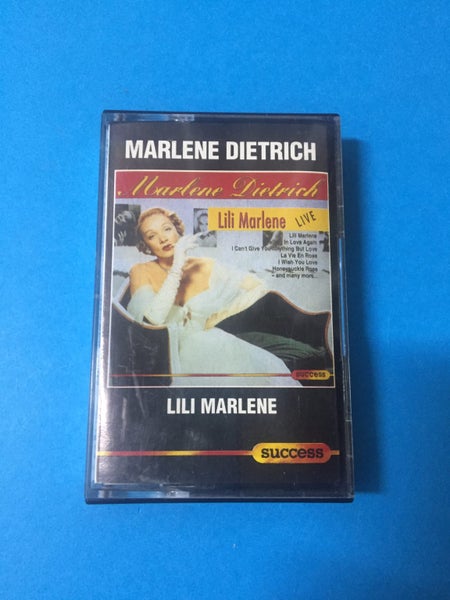 MARLENE DIETRICH
Marlene Dietrich
Lili Marlene LIVE
Lili Marlene
In Love Again
I Can't Give You Anything But Love
La Vie En Rose
I Wish You Love
Honeysuckle Rose
- and many more...
success
LILI MARLENE
success